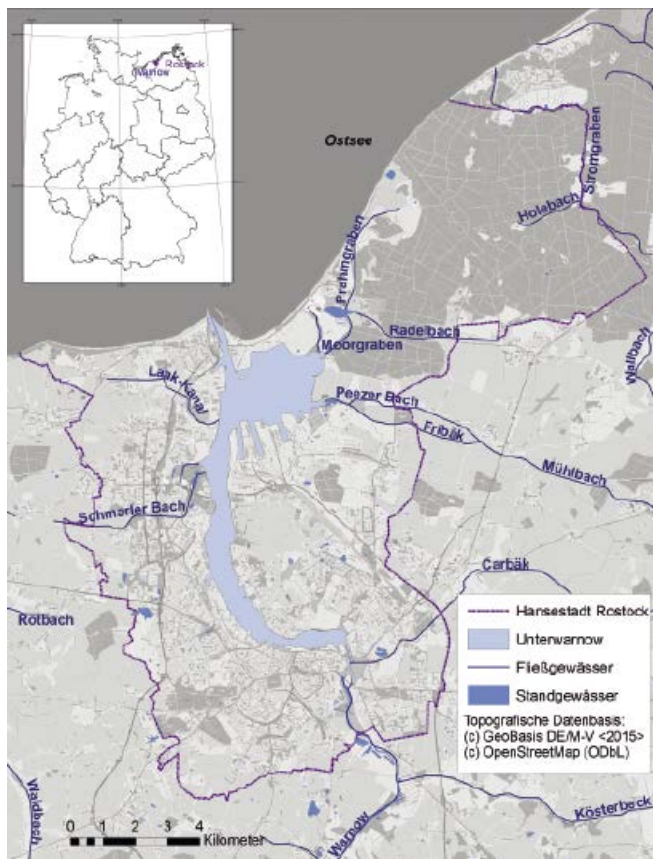 Rostock
Warnow
Ostsee
Stromgraben
Holzbach
Prahmgraben
Radelbach
Moorgraben
Wallbach
Laak-Kanal
Peezer Bach
Fribäk
Mühlbach
Schmarler Bach
Carbäk
Rotbach
Hansestadt Rostock
Unterwarnow
Fließgewässer
Standgewässer
Topografische Datenbasis:
(c) GeoBasis DE/M-V <2015>
(c) OpenStreetMap (ODbL)
Waidbach
0 1 2 3 4
Kilometer
Warnow
Kösterbeck